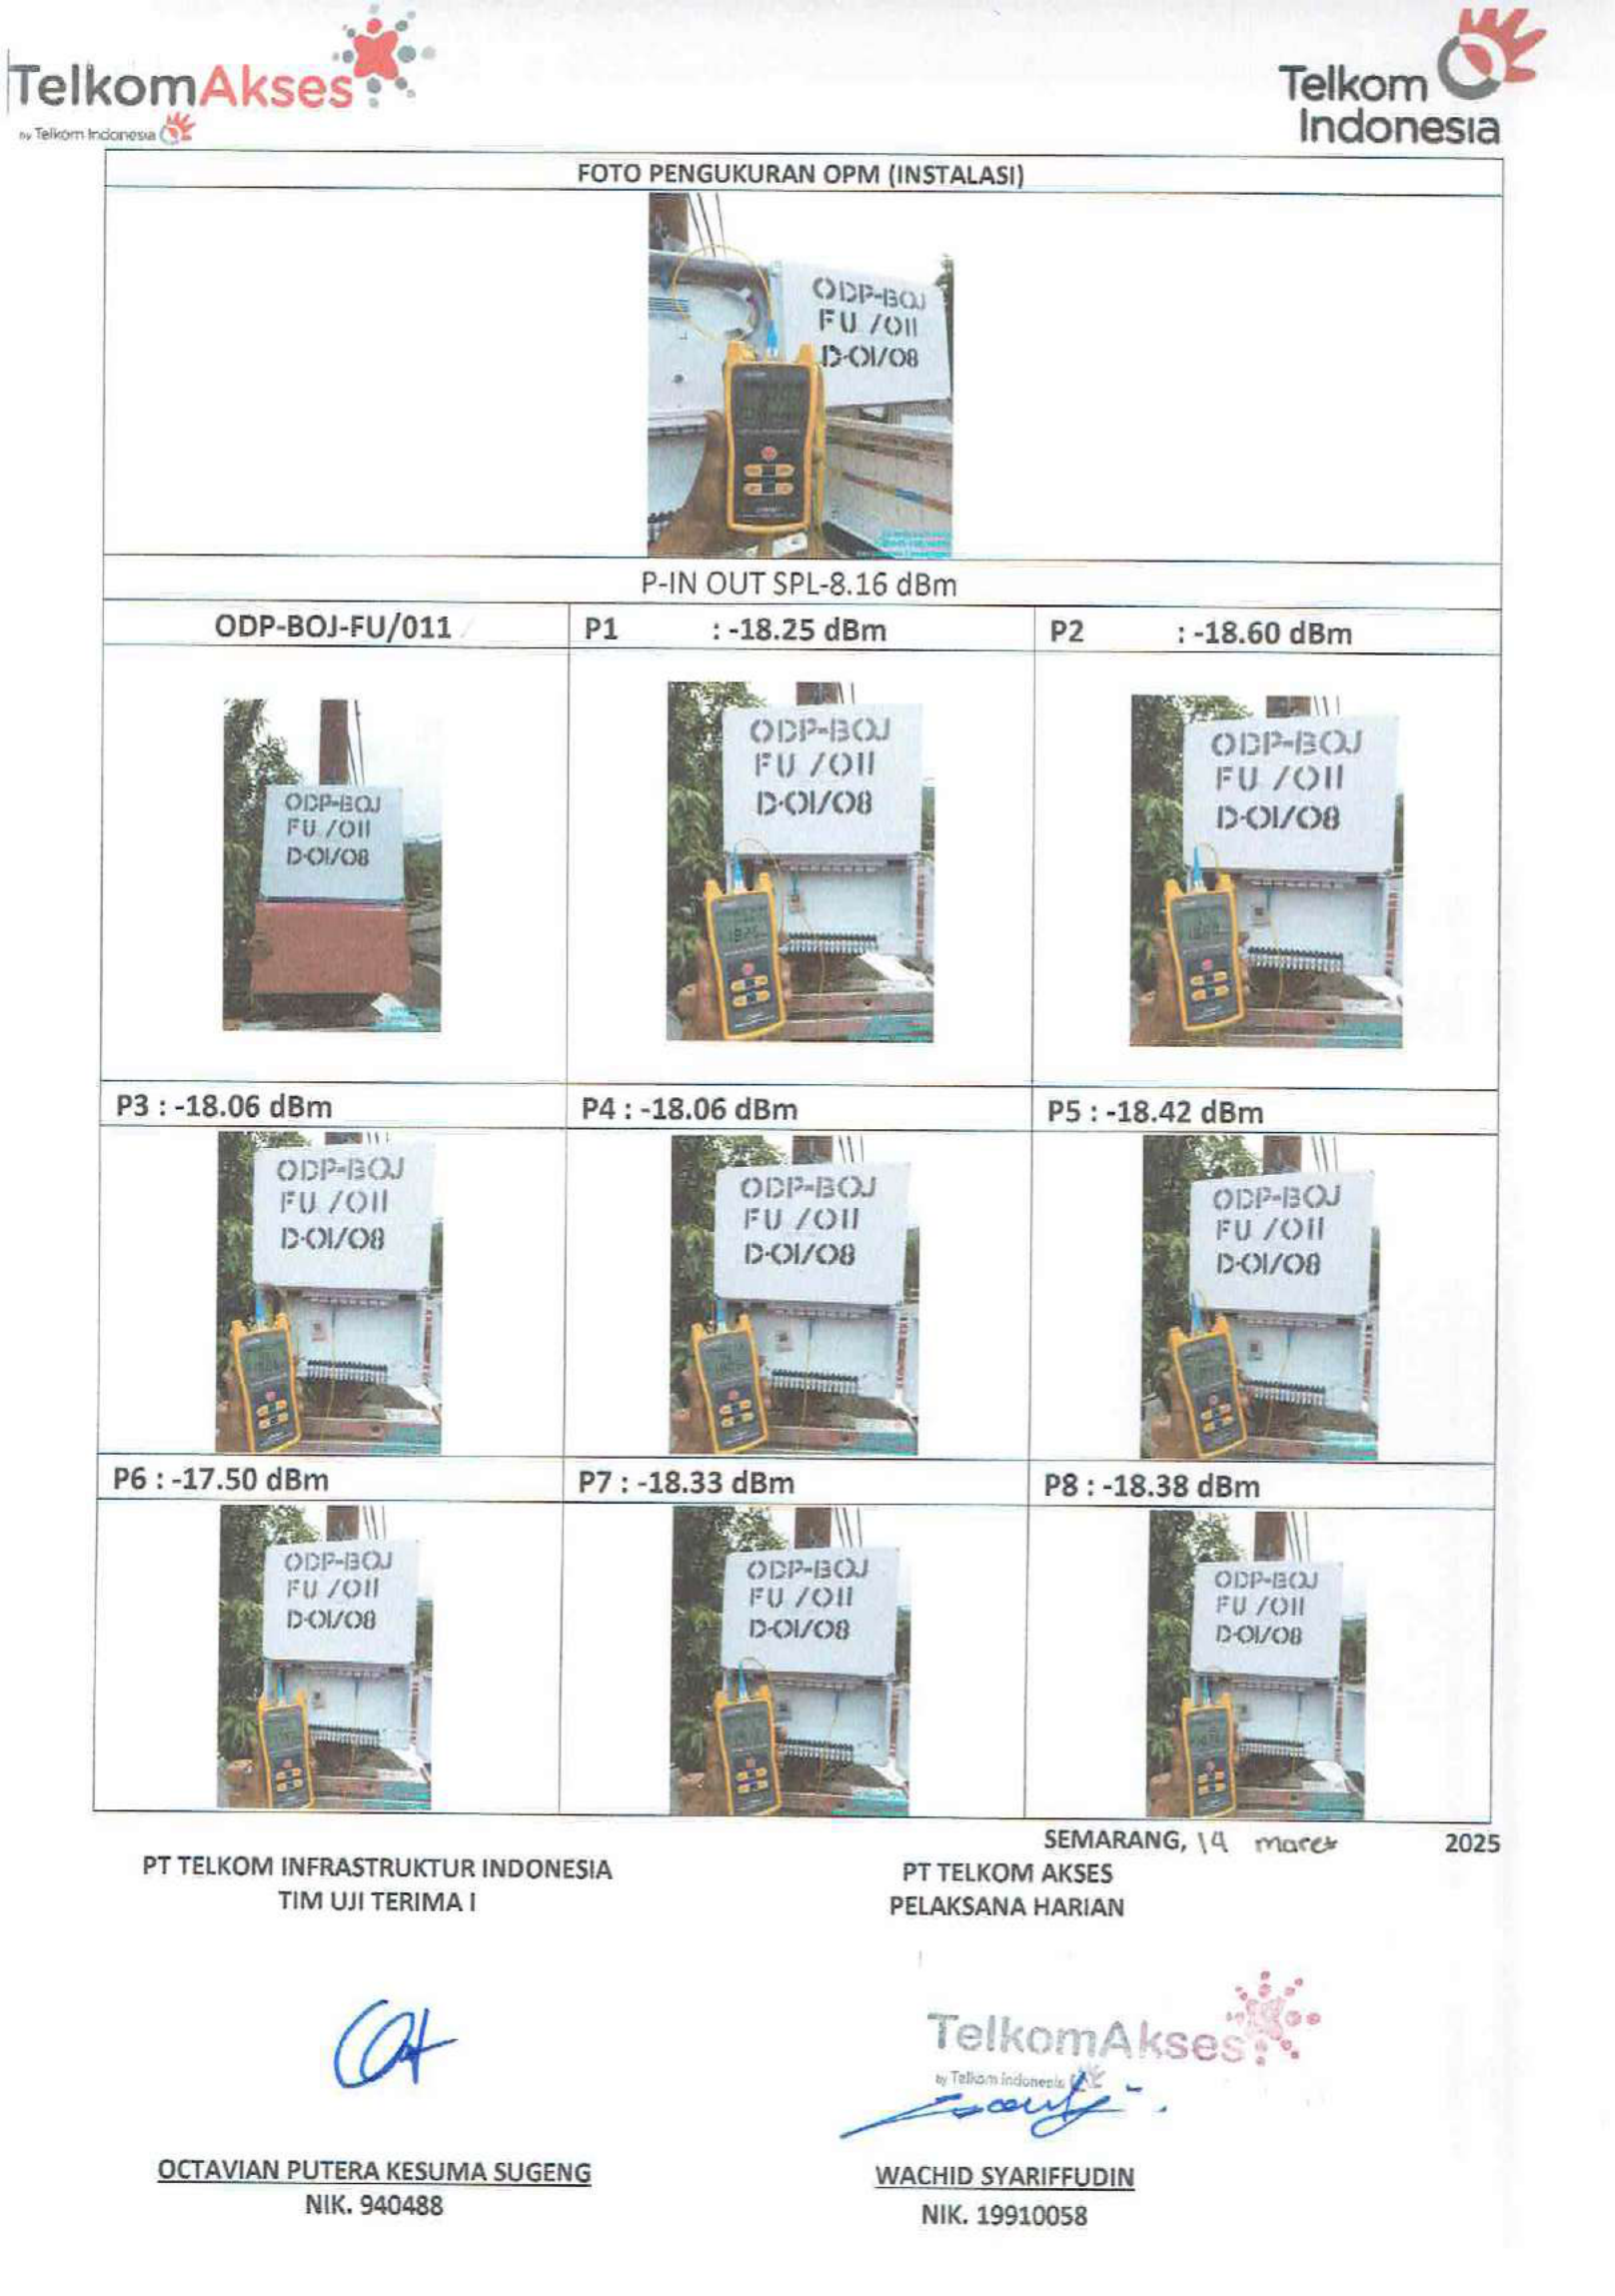 TelkomAkses
by Telkom Indonesia
Telkom
Indonesia
FOTO PENGUKURAN OPM (INSTALASI)
ODP-BOJ
FU /011
D-01/08
P-IN OUT SPL-8.16 dBm
ODP-BOJ-FU/011
P1 : -18.25 dBm
P2 : -18.60 dBm
ODP-BOJ
FU /011
D-01/08
ODP-BOJ
FU /011
D-01/08
ODP-BOJ
FU /011
D-01/08
P3 : -18.06 dBm
P4 : -18.06 dBm
P5 : -18.42 dBm
ODP-BOJ
FU /011
D-01/08
ODP-BOJ
FU /011
D-01/08
ODP-BOJ
FU /011
D-01/08
P6 : -17.50 dBm
P7 : -18.33 dBm
P8 : -18.38 dBm
ODP-BOJ
FU /011
D-01/08
ODP-BOJ
FU /011
D-01/08
ODP-BOJ
FU /011
D-01/08
SEMARANG, 14 maret 2025
PT TELKOM INFRASTRUKTUR INDONESIA
TIM UJI TERIMA I
PT TELKOM AKSES
PELAKSANA HARIAN
TelkomAkses
by Telkom Indonesia
OCTAVIAN PUTERA KESUMA SUGENG
NIK. 940488
WACHID SYARIFFUDIN
NIK. 19910058